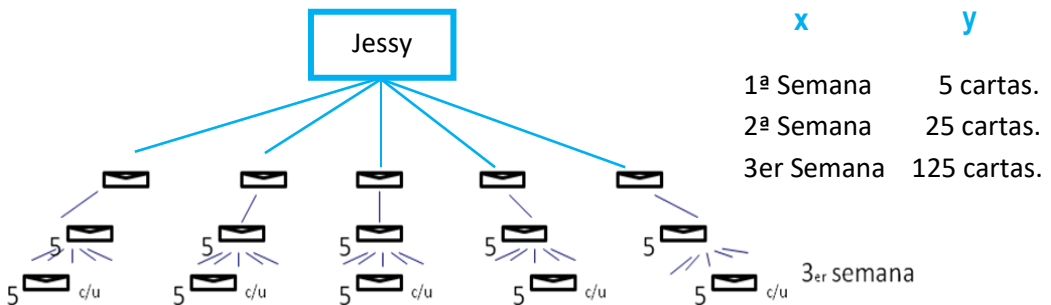 x y
Jessy
1ª Semana 5 cartas.
2ª Semana 25 cartas.
3er Semana 125 cartas.
5 5 5 5 5
5 c/u 5 c/u 5 c/u 5 c/u 5 c/u 3er semana